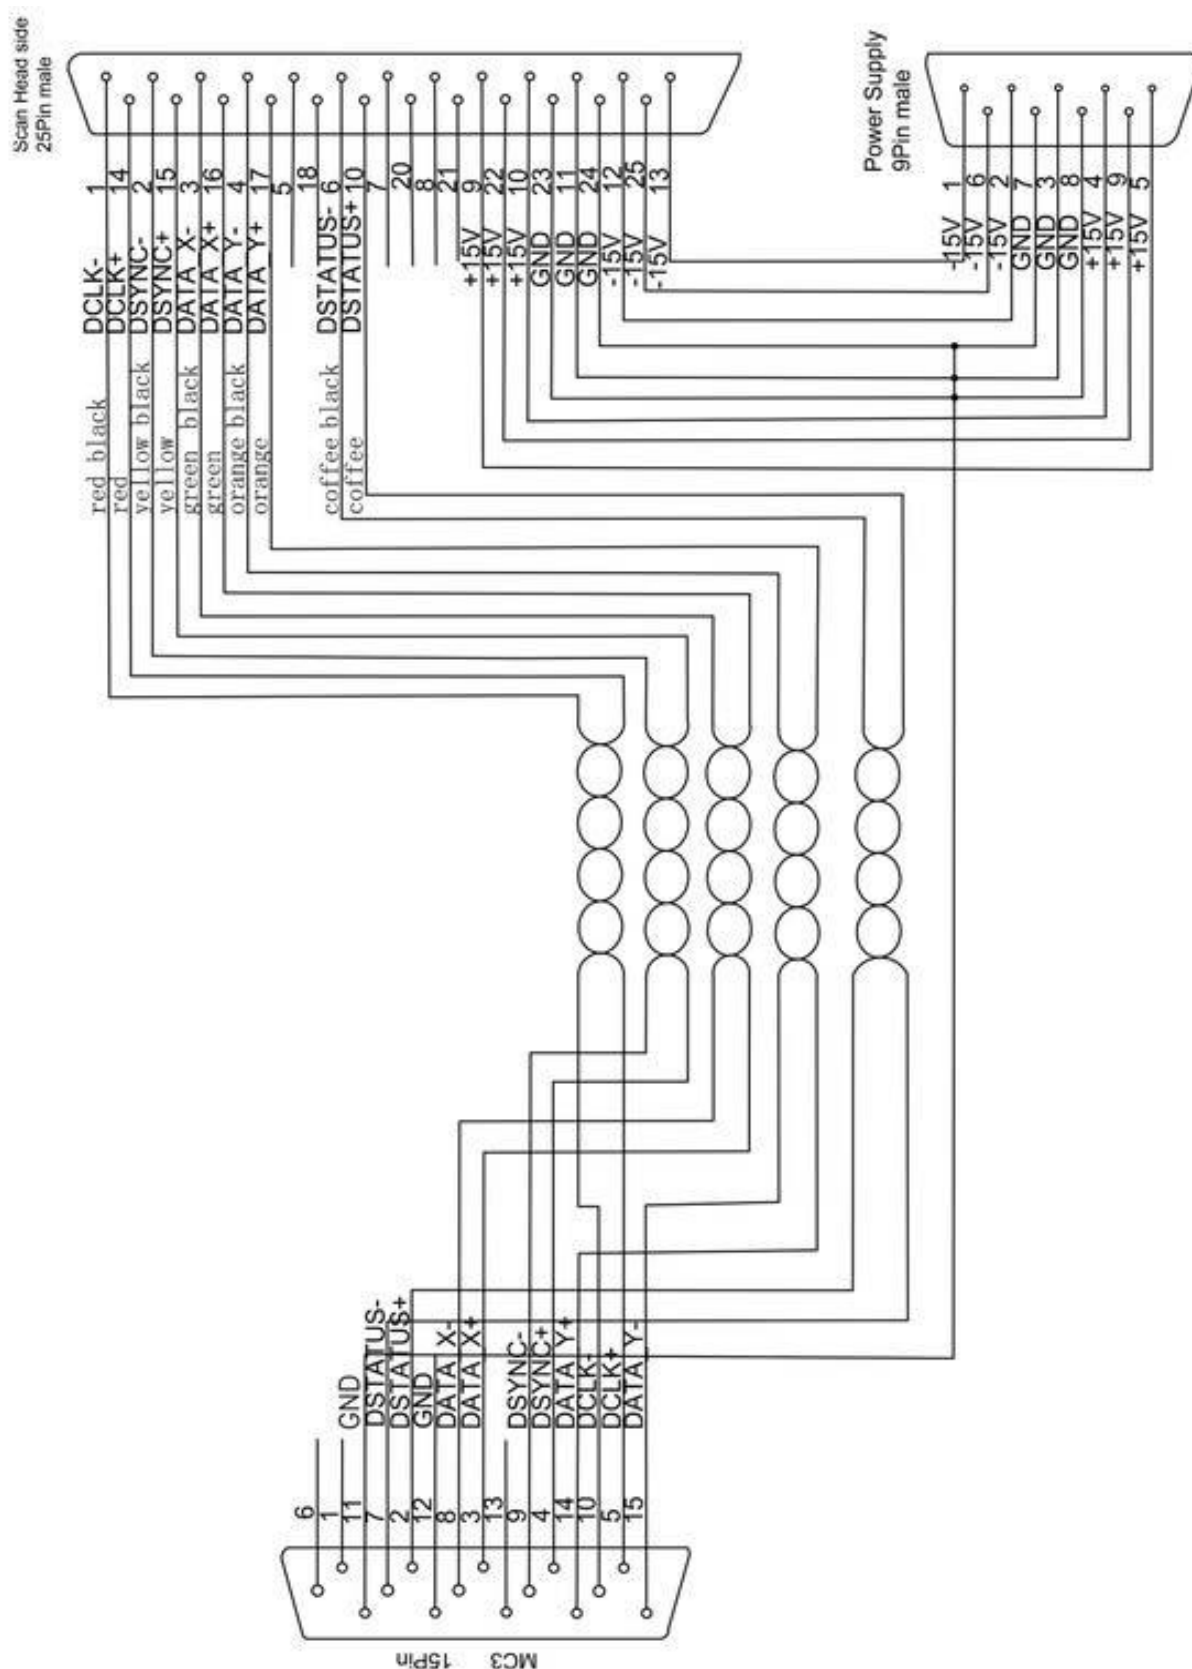 Scan Head side
25Pin male
1
14
2
15
3
16
4
17
5
18
6
10
7
20
8
21
9
22
10
23
11
24
12
25
13
DCLK-
DCLK+
DSYNC-
DSYNC+
DATA X-
DATA X+
DATA Y-
DATA Y+
DSTATUS-
DSTATUS+
+15V
+15V
+15V
GND
GND
GND
-15V
-15V
-15V
red black
red
yellow black
yellow
green black
green
orange black
orange
coffee black
coffee
Power Supply
9Pin male
1
6
2
7
3
8
4
9
5
-15V
-15V
-15V
GND
GND
GND
+15V
+15V
+15V
GND
DSTATUS-
DSTATUS+
GND
DATA X-
DATA X+
DSYNC-
DSYNC+
DATA Y+
DCLK-
DCLK+
DATA Y-
6
1
11
7
2
12
8
3
13
9
4
14
10
5
15
MC3
15Pin